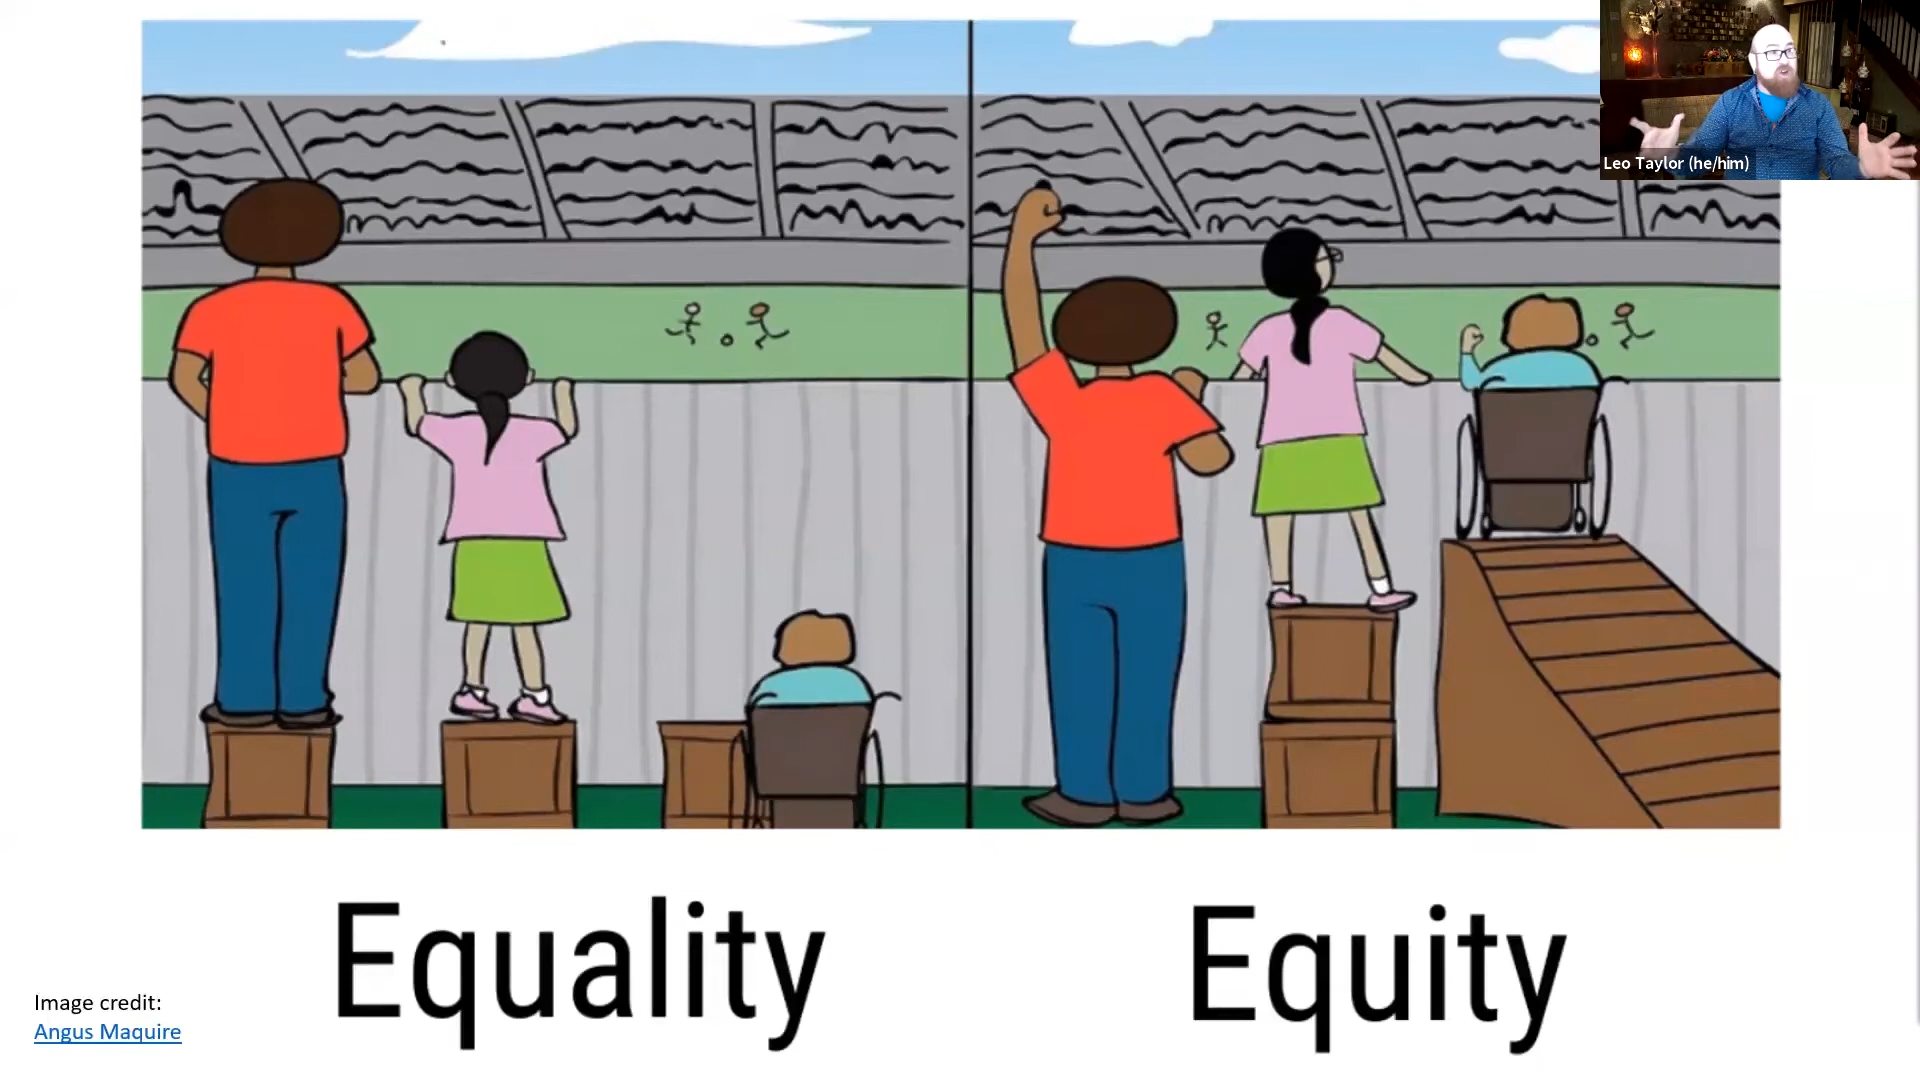 Leo Taylor (he/him)
Equality
Equity
Image credit:
Angus Maquire